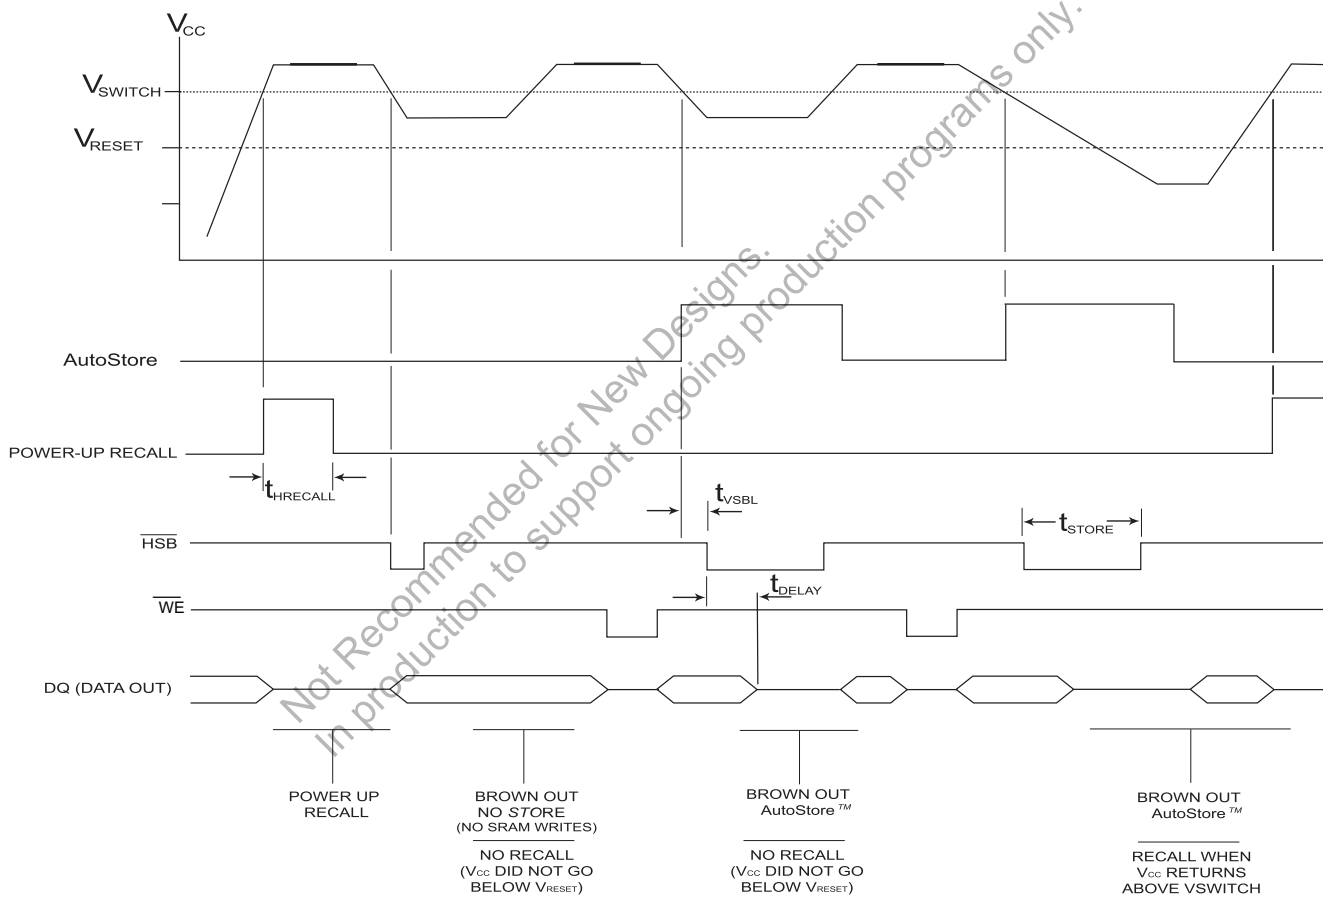 VCC
VSWITCH
VRESET
AutoStore
POWER-UP RECALL
tHRECALL
tVSBL
tSTORE
HSB
tDELAY
WE
DQ (DATA OUT)
POWER UP
RECALL
BROWN OUT
NO STORE
(NO SRAM WRITES)
NO RECALL
(VCC DID NOT GO
BELOW VRESET)
BROWN OUT
AutoStore™
NO RECALL
(VCC DID NOT GO
BELOW VRESET)
BROWN OUT
AutoStore™
RECALL WHEN
VCC RETURNS
ABOVE VSWITCH
Not Recommended for New Designs.
In production to support ongoing production programs only.